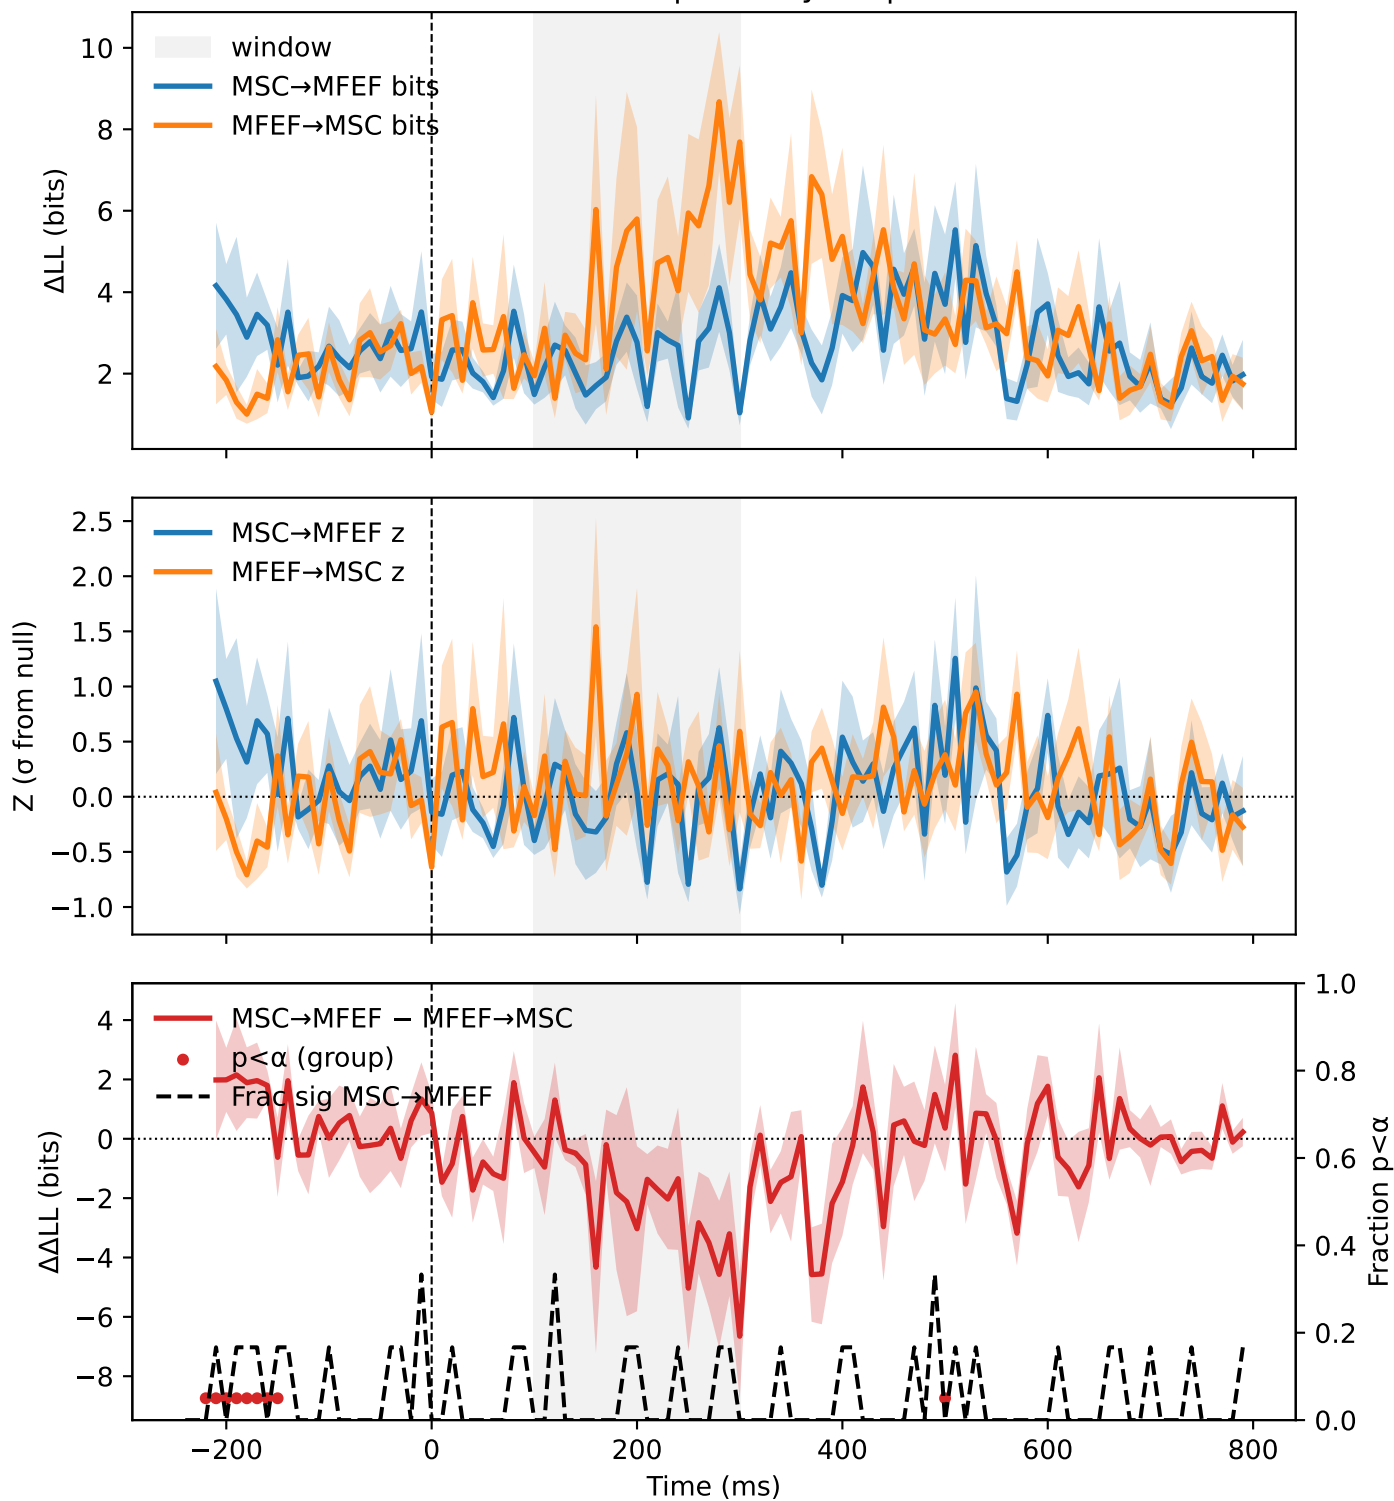 window
MSC→MFEF bits
MFEF→MSC bits
ΔLL (bits)
10
8
6
4
2
MSC→MFEF z
MFEF→MSC z
Z (σ from null)
2.5
2.0
1.5
1.0
0.5
0.0
−0.5
−1.0
MSC→MFEF − MFEF→MSC
p<α (group)
Frac sig MSC→MFEF
ΔΔLL (bits)
4
2
0
−2
−4
−6
−8
1.0
0.8
0.6
0.4
0.2
0.0
Fraction p<α
−200
0
200
400
600
800
Time (ms)